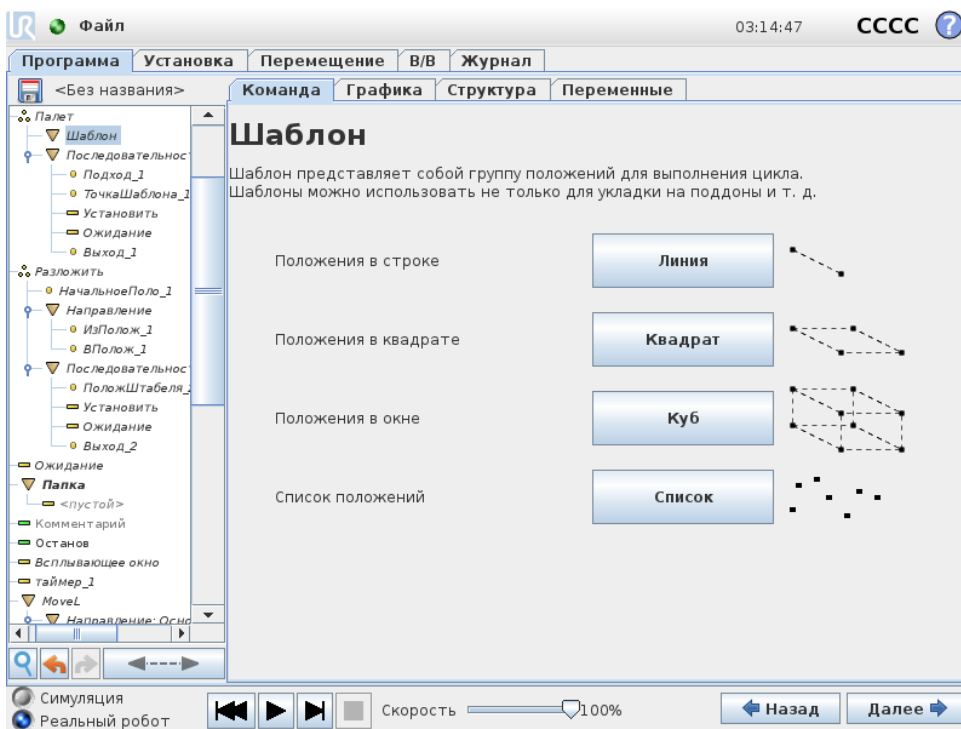 UR Файл 03:14:47 CCCC ?
Программа Установка Перемещение В/В Журнал
<Без названия> Команда Графика Структура Переменные
Палет
Шаблон
Последовательнос
Подход_1
ТочкаШаблона_1
Установить
Ожидание
Выход_1
Разложить
НачальноеПоло_1
Направление
ИзПолож_1
ВПолож_1
Последовательнос
ПоложШтабеля_2
Установить
Ожидание
Выход_2
Ожидание
Папка
<пустой>
Комментарий
Останов
Всплывающее окно
таймер_1
MoveL
Направление: Осно
Шаблон
Шаблон представляет собой группу положений для выполнения цикла.
Шаблоны можно использовать не только для укладки на поддоны и т. д.
Положения в строке Линия
Положения в квадрате Квадрат
Положения в окне Куб
Список положений Список
Симуляция
Реальный робот
Скорость 100%
Назад Далее